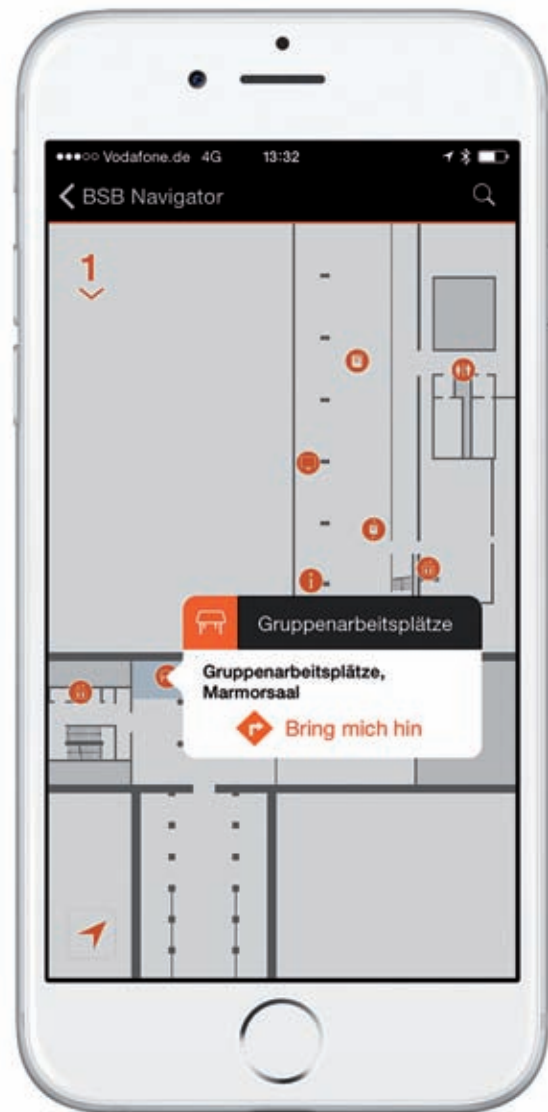 Vodafone.de 4G 13:32
BSB Navigator
1
i
Gruppenarbeitsplätze
Gruppenarbeitsplätze,
Marmorsaal
Bring mich hin